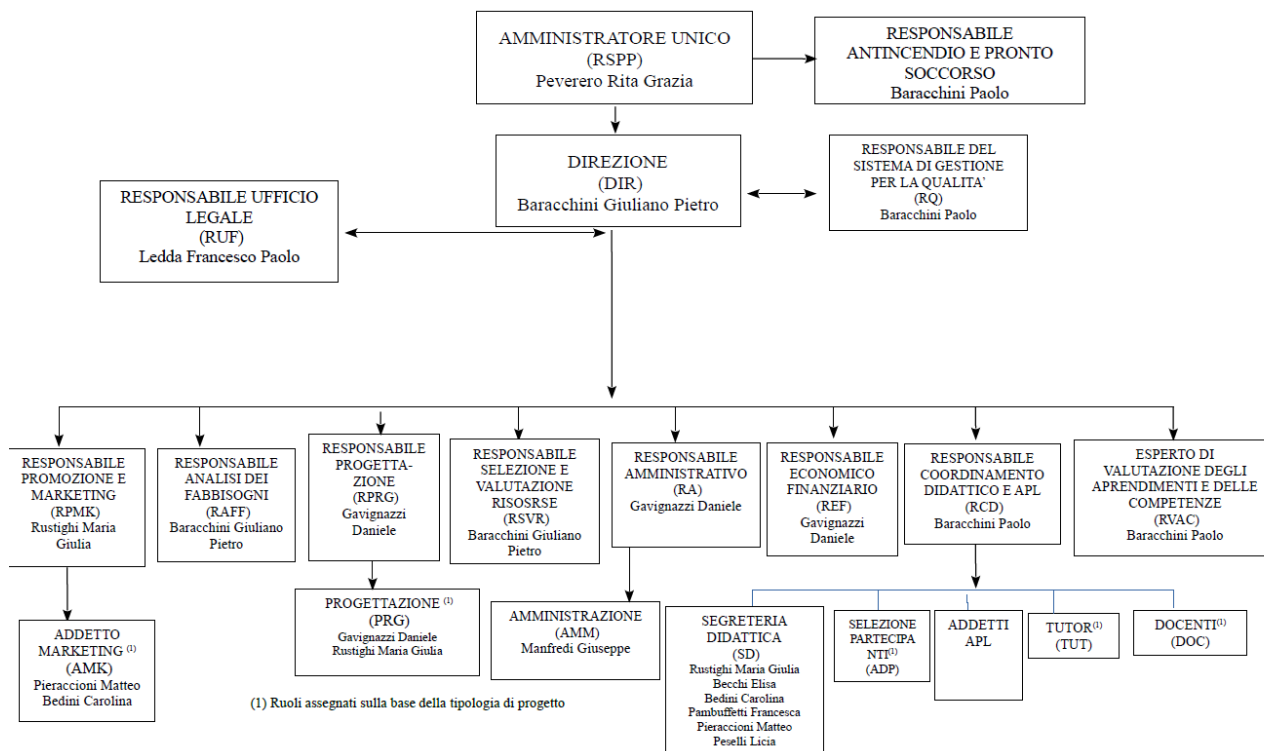 AMMINISTRATORE UNICO
(RSPP)
Peverero Rita Grazia
RESPONSABILE
ANTINCENDIO E PRONTO
SOCCORSO
Baracchini Paolo
DIREZIONE
(DIR)
Baracchini Giuliano Pietro
RESPONSABILE DEL
SISTEMA DI GESTIONE
PER LA QUALITA’
(RQ)
Baracchini Paolo
RESPONSABILE UFFICIO
LEGALE
(RUF)
Ledda Francesco Paolo
RESPONSABILE
PROMOZIONE E
MARKETING
(RPMK)
Rustighi Maria
Giulia
RESPONSABILE
ANALISI DEI
FABBISOGNI
(RAFF)
Baracchini Giuliano
Pietro
RESPONSABILE
PROGETTA-
ZIONE
(RPRG)
Gavignazzi
Daniele
RESPONSABILE
SELEZIONE E
VALUTAZIONE
RISOSRSE
(RSVR)
Baracchini Giuliano
Pietro
RESPONSABILE
AMMINISTRATIVO
(RA)
Gavignazzi Daniele
RESPONSABILE
ECONOMICO
FINANZIARIO
(REF)
Gavignazzi
Daniele
RESPONSABILE
COORDINAMENTO
DIDATTICO E APL
(RCD)
Baracchini Paolo
ESPERTO DI
VALUTAZIONE DEGLI
APRENDIMENTI E DELLE
COMPETENZE
(RVAC)
Baracchini Paolo
ADDETTO
MARKETING (1)
(AMK)
Pieraccioni Matteo
Bedini Carolina
PROGETTAZIONE (1)
(PRG)
Gavignazzi Daniele
Rustighi Maria Giulia
AMMINISTRAZIONE
(AMM)
Manfredi Giuseppe
SEGRETERIA
DIDATTICA
(SD)
Rustighi Maria Giulia
Becchi Elisa
Bedini Carolina
Pambuffetti Francesca
Pieraccioni Matteo
Peselli Licia
SELEZIONE
PARTECIPA
NTI(1)
(ADP)
ADDETTI
APL
TUTOR(1)
(TUT)
DOCENTI(1)
(DOC)
(1) Ruoli assegnati sulla base della tipologia di progetto